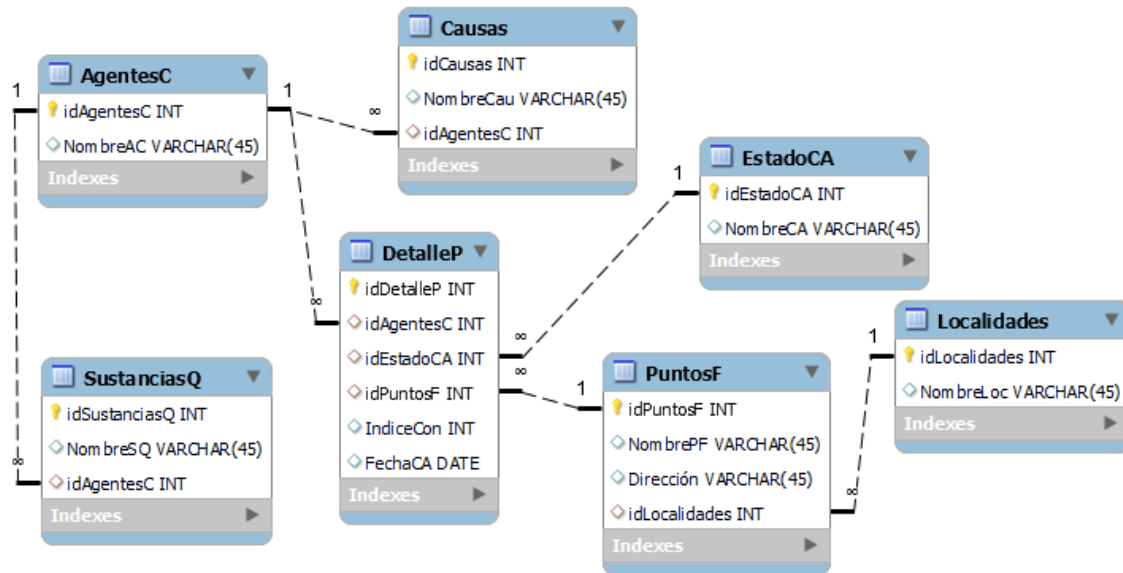 Causas
idCausas INT
NombreCau VARCHAR(45)
idAgentesC INT
AgentesC
idAgentesC INT
NombreAC VARCHAR(45)
Indexes
Indexes
1
1
∞
EstadoCA
idEstadoCA INT
NombreCA VARCHAR(45)
Indexes
1
DetalleP
idDetalleP INT
idAgentesC INT
idEstadoCA INT
idPuntosF INT
IndiceCon INT
FechaCA DATE
Indexes
∞
∞
∞
Localidades
idLocalidades INT
NombreLoc VARCHAR(45)
Indexes
1
SustanciasQ
idSustanciasQ INT
NombreSQ VARCHAR(45)
idAgentesC INT
Indexes
∞
PuntosF
idPuntosF INT
NombrePF VARCHAR(45)
Dirección VARCHAR(45)
idLocalidades INT
Indexes
1
∞